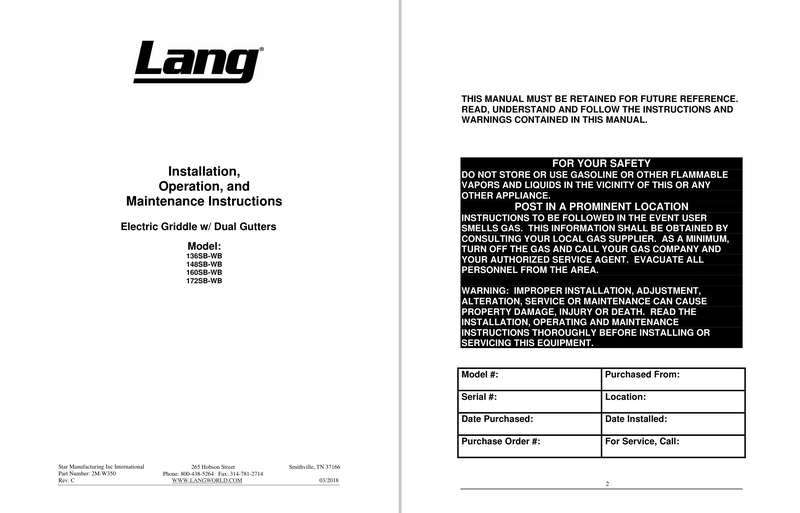 Lang®
Installation,
Operation, and
Maintenance Instructions
Electric Griddle w/ Dual Gutters
Model:
136SB-WB
148SB-WB
160SB-WB
172SB-WB
Star Manufacturing Inc International 265 Hobson Street Smithville, TN 37166
Part Number: 2M-W350 Phone: 800-438-5264 Fax: 314-781-2714
Rev. C WWW.LANGWORLD.COM 03/2018
THIS MANUAL MUST BE RETAINED FOR FUTURE REFERENCE.
READ, UNDERSTAND AND FOLLOW THE INSTRUCTIONS AND
WARNINGS CONTAINED IN THIS MANUAL.
FOR YOUR SAFETY
DO NOT STORE OR USE GASOLINE OR OTHER FLAMMABLE
VAPORS AND LIQUIDS IN THE VICINITY OF THIS OR ANY
OTHER APPLIANCE.
POST IN A PROMINENT LOCATION
INSTRUCTIONS TO BE FOLLOWED IN THE EVENT USER
SMELLS GAS. THIS INFORMATION SHALL BE OBTAINED BY
CONSULTING YOUR LOCAL GAS SUPPLIER. AS A MINIMUM,
TURN OFF THE GAS AND CALL YOUR GAS COMPANY AND
YOUR AUTHORIZED SERVICE AGENT. EVACUATE ALL
PERSONNEL FROM THE AREA.
WARNING: IMPROPER INSTALLATION, ADJUSTMENT,
ALTERATION, SERVICE OR MAINTENANCE CAN CAUSE
PROPERTY DAMAGE, INJURY OR DEATH. READ THE
INSTALLATION, OPERATING AND MAINTENANCE
INSTRUCTIONS THOROUGHLY BEFORE INSTALLING OR
SERVICING THIS EQUIPMENT.
Model #: Purchased From:
Serial #: Location:
Date Purchased: Date Installed:
Purchase Order #: For Service, Call:
2